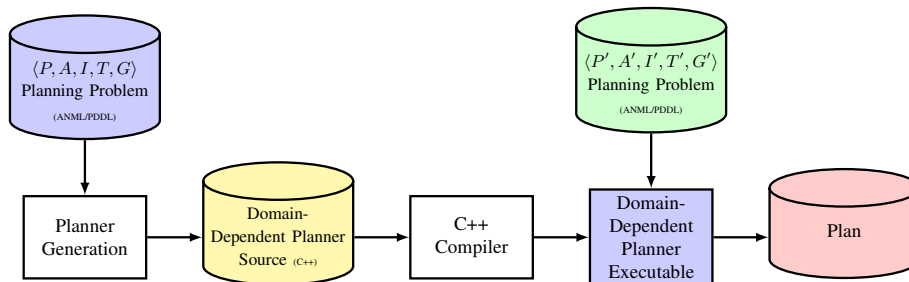 ⟨P, A, I, T, G⟩
Planning Problem
(ANML/PDDL)
⟨P′, A′, I′, T′, G′⟩
Planning Problem
(ANML/PDDL)
Planner
Generation
Domain-
Dependent Planner
Source (C++)
C++
Compiler
Domain-
Dependent
Planner
Executable
Plan